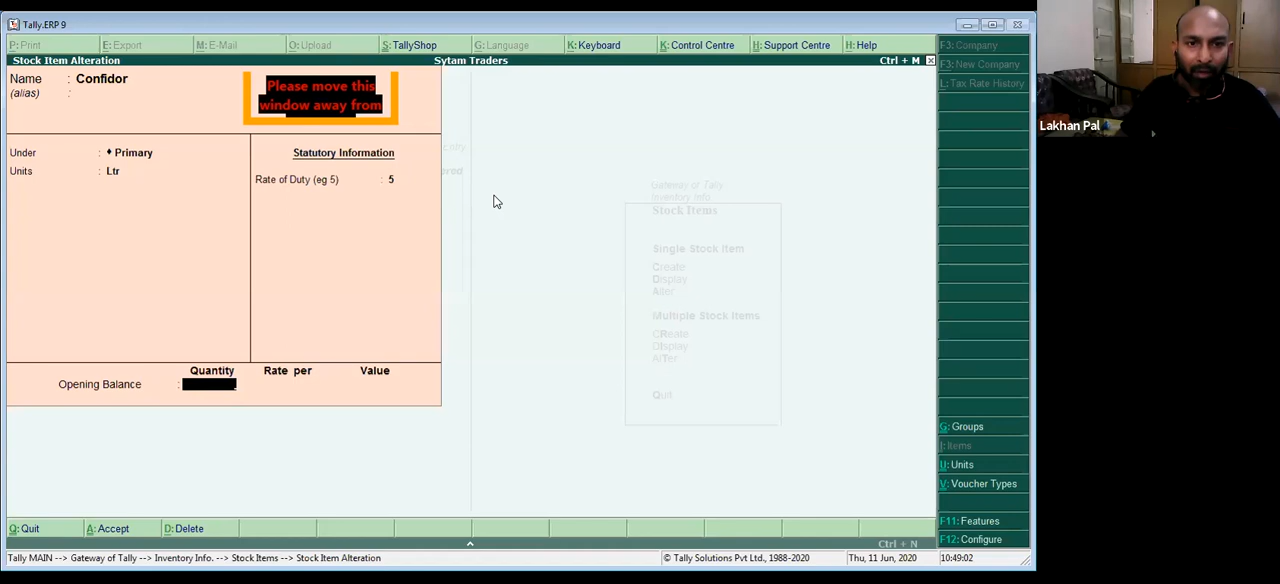 Tally.ERP 9
P: Print E: Export M: E-Mail O: Upload S: TallyShop G: Language K: Keyboard K: Control Centre H: Support Centre H: Help
F3: Company
Stock Item Alteration Sytam Traders Ctrl + M
F3: New Company
Name : Confidor
(alias) :
Please move this
window away from
L: Tax Rate History
Lakhan Pal
Under : ♦ Primary
Units : Ltr
Statutory Information
Rate of Duty (eg 5) : 5
Gateway of Tally
Inventory Info.
Stock Items
Single Stock Item
Create
Display
Alter
Multiple Stock Items
CReate
DIsplay
AlTer
Quit
Quantity Rate per Value
Opening Balance :
G: Groups
I: Items
U: Units
V: Voucher Types
F11: Features
F12: Configure
Q: Quit A: Accept D: Delete
Ctrl + N
Tally MAIN --> Gateway of Tally --> Inventory Info. --> Stock Items --> Stock Item Alteration © Tally Solutions Pvt Ltd., 1988-2020 Thu, 11 Jun, 2020 10:49:02